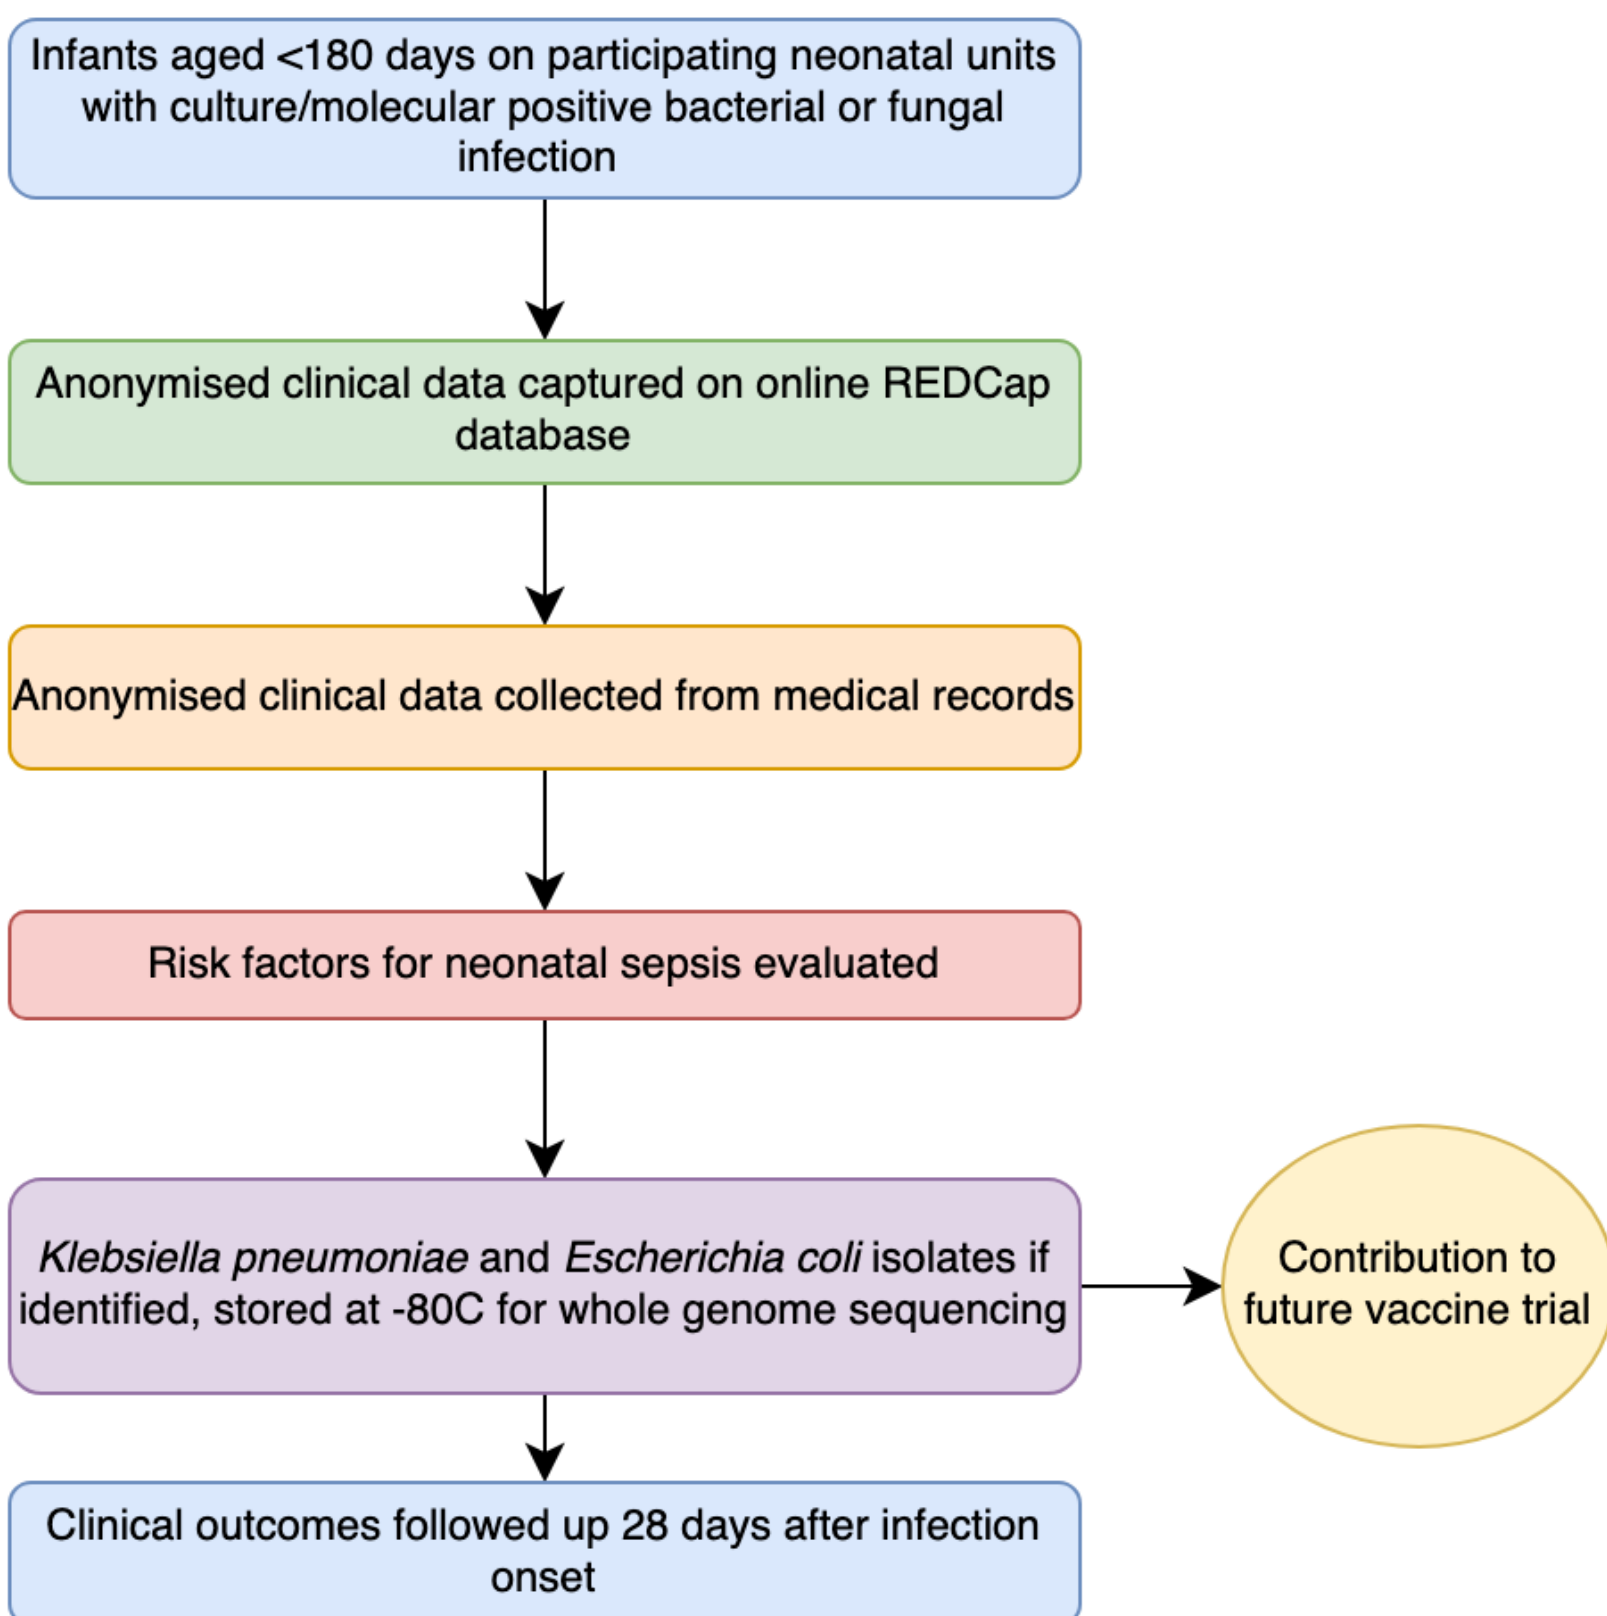 Infants aged <180 days on participating neonatal units
with culture/molecular positive bacterial or fungal
infection
Anonymised clinical data captured on online REDCap
database
Anonymised clinical data collected from medical records
Risk factors for neonatal sepsis evaluated
Klebsiella pneumoniae and Escherichia coli isolates if
identified, stored at -80C for whole genome sequencing
Contribution to
future vaccine trial
Clinical outcomes followed up 28 days after infection
onset